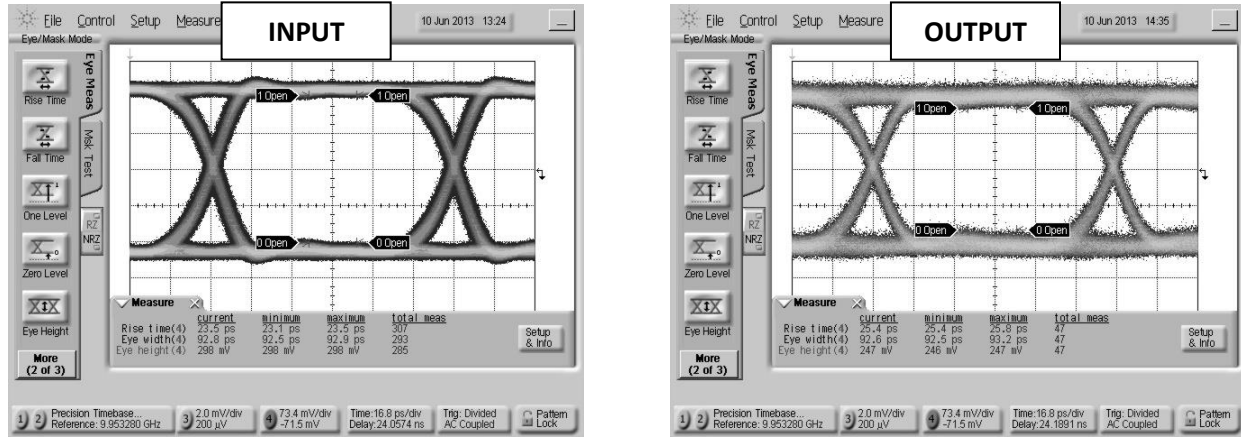 INPUT
File Control Setup Measure
10 Jun 2013 13:24
Eye/Mask Mode
Eye Meas
Msk Test
Rise Time
Fall Time
One Level
RZ
NRZ
Zero Level
Eye Height
More
(2 of 3)
1 Open
1 Open
0 Open
0 Open
Measure
current minimum maximum total meas
Rise time(4) 23.5 ps 23.1 ps 23.5 ps 307
Eye width(4) 92.8 ps 92.5 ps 92.9 ps 293
Eye height(4) 298 mV 298 mV 298 mV 285
Setup
& Info
1 2 Precision Timebase...
Reference: 9.953280 GHz
3 2.0 mV/div
200 µV
4 73.4 mV/div
-71.5 mV
Time:16.8 ps/div
Delay:24.0574 ns
Trig: Divided
AC Coupled
Pattern
Lock
OUTPUT
File Control Setup Measure
10 Jun 2013 14:35
Eye/Mask Mode
Eye Meas
Msk Test
Rise Time
Fall Time
One Level
RZ
NRZ
Zero Level
Eye Height
More
(2 of 3)
1 Open
1 Open
0 Open
0 Open
Measure
current minimum maximum total meas
Rise time(4) 25.4 ps 25.4 ps 25.8 ps 47
Eye width(4) 92.6 ps 92.5 ps 93.2 ps 47
Eye height(4) 247 mV 246 mV 247 mV 47
Setup
& Info
1 2 Precision Timebase...
Reference: 9.953280 GHz
3 2.0 mV/div
200 µV
4 73.4 mV/div
-71.5 mV
Time:16.8 ps/div
Delay:24.1891 ns
Trig: Divided
AC Coupled
Pattern
Lock